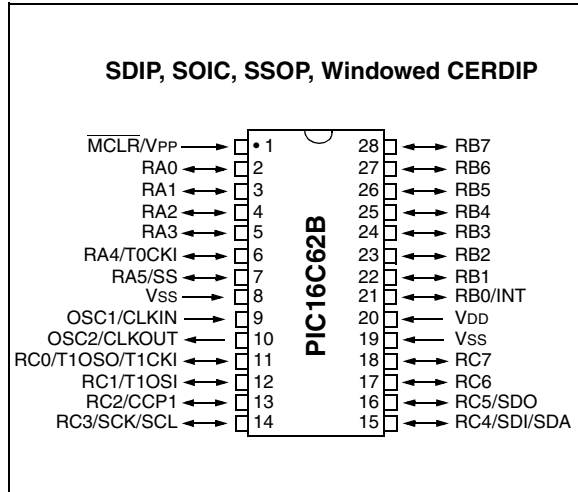 SDIP, SOIC, SSOP, Windowed CERDIP
MCLR/VPP • 1 28 RB7
RA0 2 27 RB6
RA1 3 26 RB5
RA2 4 25 RB4
RA3 5 24 RB3
RA4/T0CKI 6 23 RB2
RA5/SS 7 22 RB1
VSS 8 21 RB0/INT
OSC1/CLKIN 9 20 VDD
OSC2/CLKOUT 10 19 VSS
RC0/T1OSO/T1CKI 11 18 RC7
RC1/T1OSI 12 17 RC6
RC2/CCP1 13 16 RC5/SDO
RC3/SCK/SCL 14 15 RC4/SDI/SDA
PIC16C62B